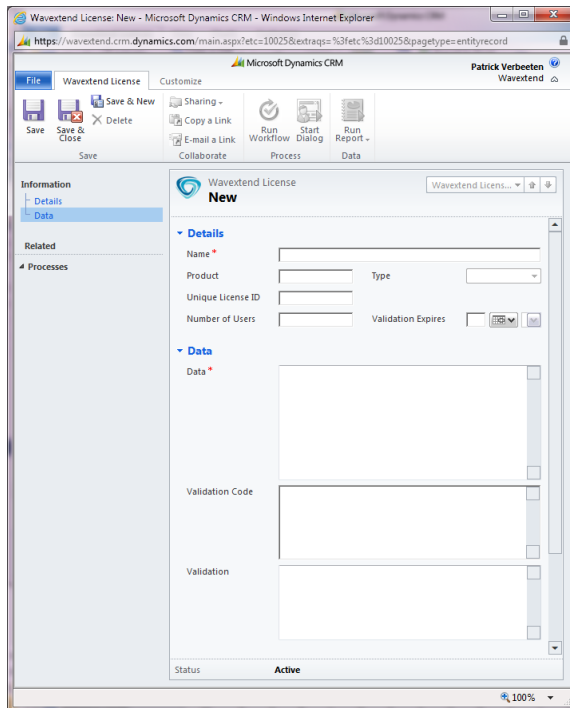 Wavextend License: New - Microsoft Dynamics CRM - Windows Internet Explorer
https://wavextend.crm.dynamics.com/main.aspx?etc=10025&extraqs=%3fetc%3d10025&pagetype=entityrecord
Microsoft Dynamics CRM
Patrick Verbeeten
Wavextend
File Wavextend License Customize
Save
Save & Close
Save & New
Delete
Save
Sharing
Copy a Link
E-mail a Link
Collaborate
Run Workflow
Start Dialog
Process
Run Report
Data
Information
Details
Data
Related
Processes
Wavextend License
New
Wavextend Licens...
Details
Name *
Product Type
Unique License ID
Number of Users Validation Expires
Data
Data *
Validation Code
Validation
Status Active
100%